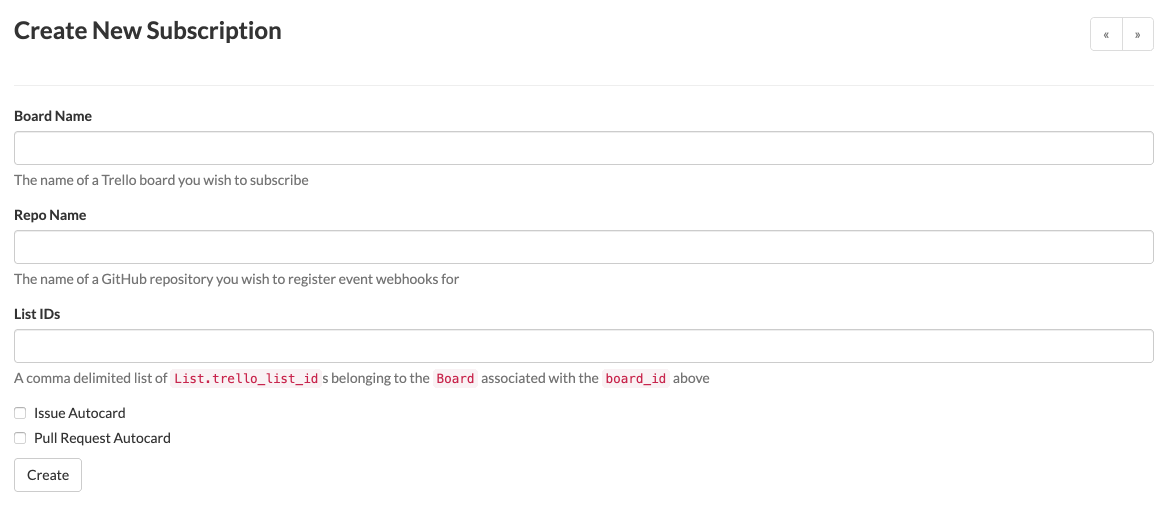 Create New Subscription
« »
Board Name
The name of a Trello board you wish to subscribe
Repo Name
The name of a GitHub repository you wish to register event webhooks for
List IDs
A comma delimited list of List.trello_list_id s belonging to the Board associated with the board_id above
Issue Autocard
Pull Request Autocard
Create